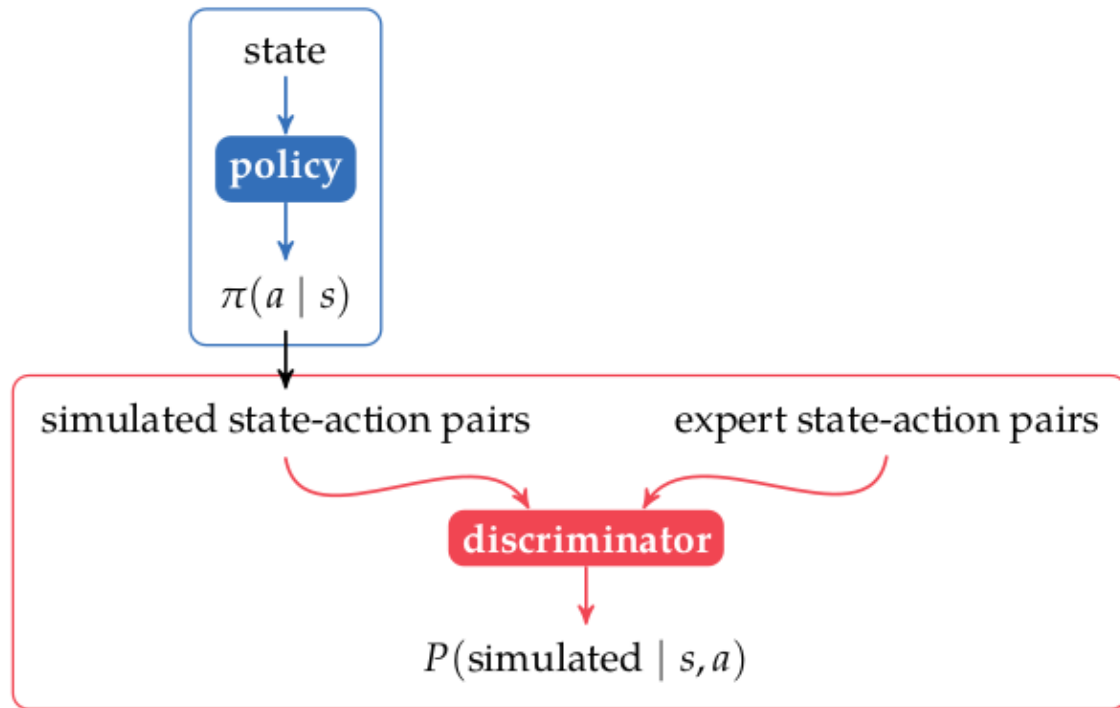 state
policy
π(a | s)
simulated state-action pairs
expert state-action pairs
discriminator
P(simulated | s, a)